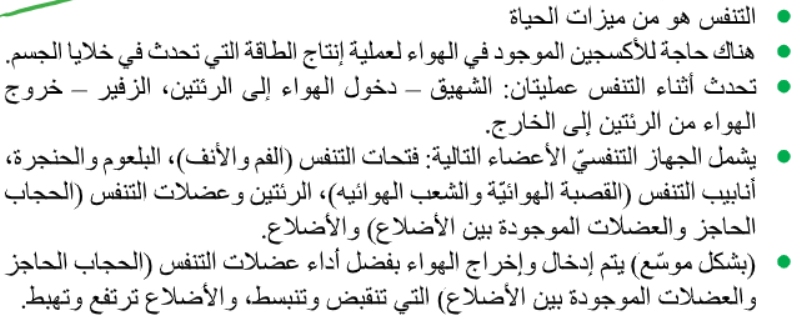 • التنفس هو من ميزات الحياة
• هناك حاجة للأكسجين الموجود في الهواء لعملية إنتاج الطاقة التي تحدث في خلايا الجسم.
• تحدث أثناء التنفس عمليتان: الشهيق – دخول الهواء إلى الرئتين، الزفير – خروج
الهواء من الرئتين إلى الخارج.
• يشمل الجهاز التنفسيّ الأعضاء التالية: فتحات التنفس (الفم والأنف)، البلعوم والحنجرة،
أنابيب التنفس (القصبة الهوائيّة والشعب الهوائيه)، الرئتين وعضلات التنفس (الحجاب
الحاجز والعضلات الموجودة بين الأضلاع) والأضلاع.
• (بشكل موسّع) يتم إدخال وإخراج الهواء بفضل أداء عضلات التنفس (الحجاب الحاجز
والعضلات الموجودة بين الأضلاع) التي تنقبض وتنبسط، والأضلاع ترتفع وتهبط.